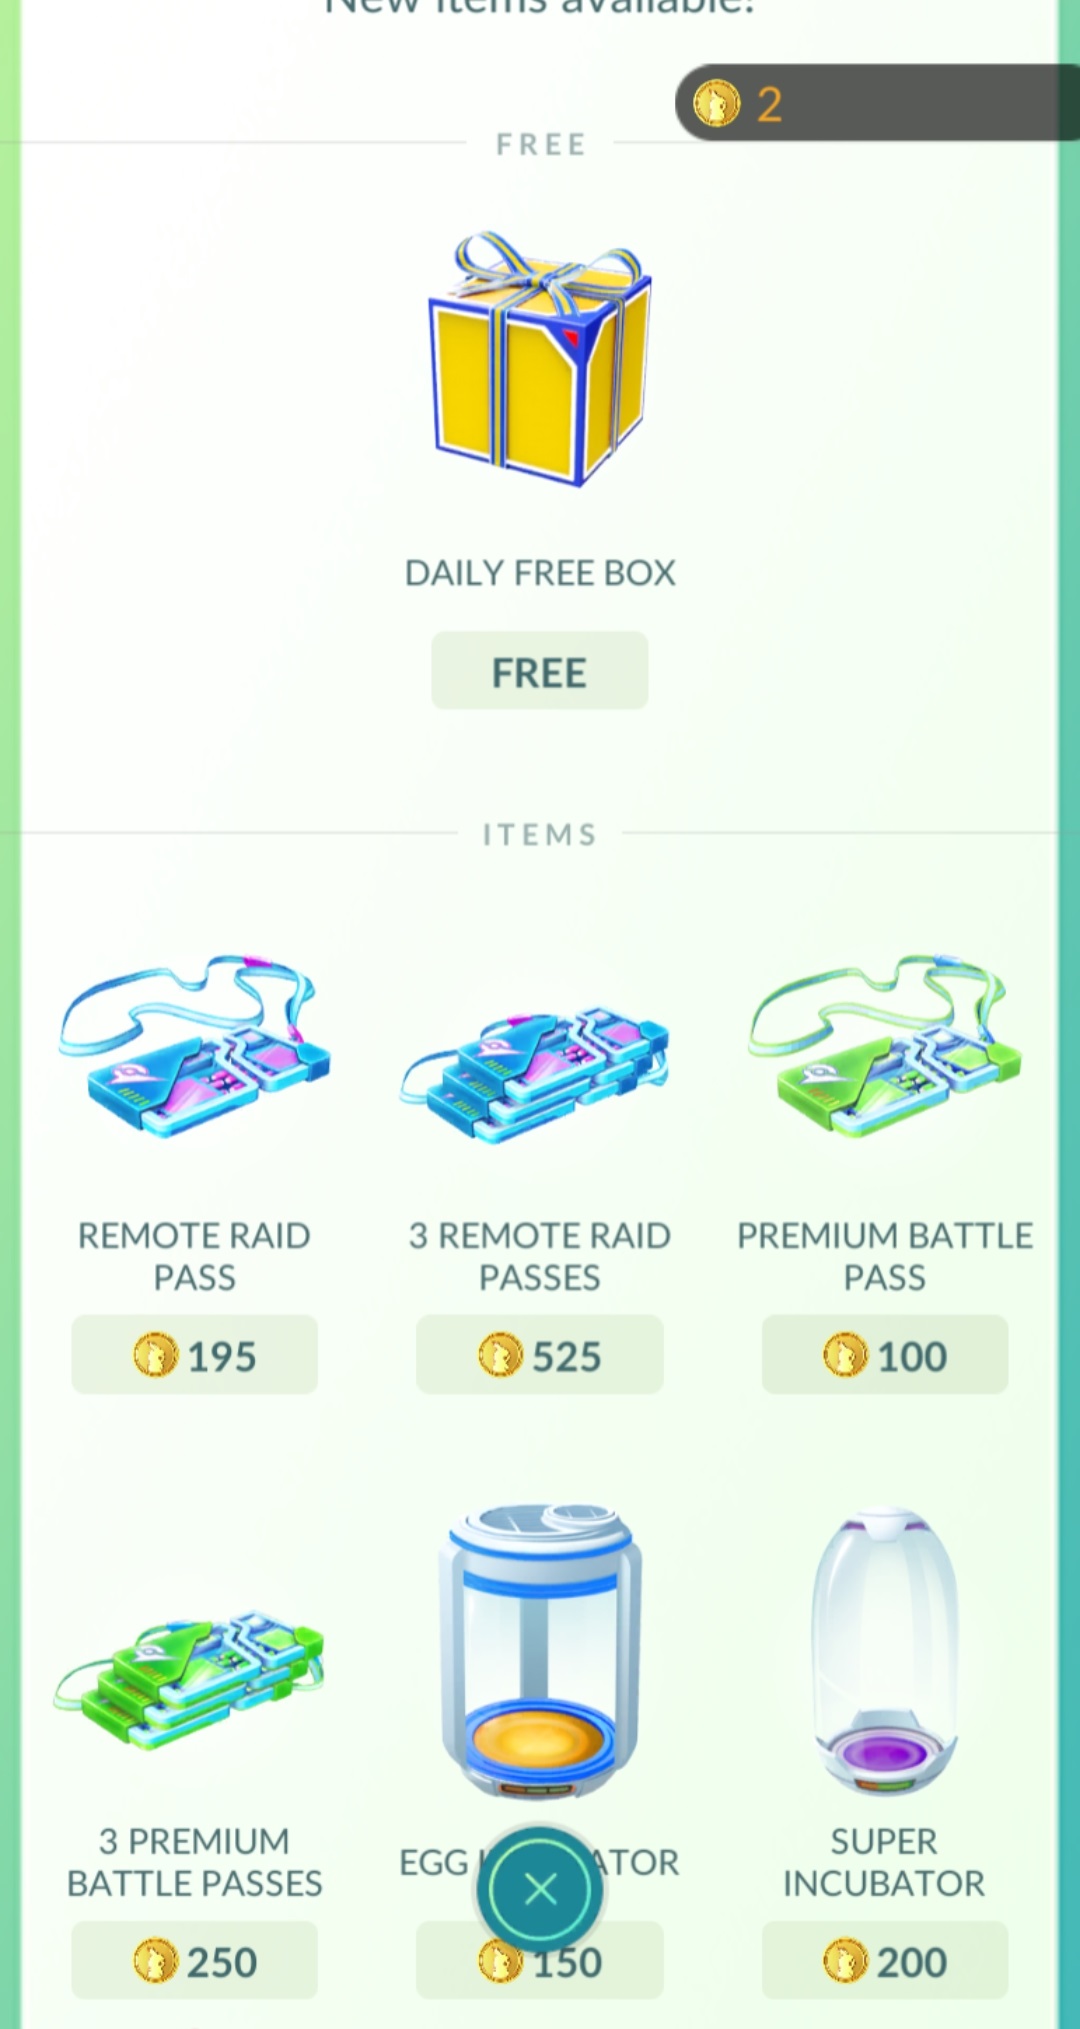 New items available!
2
FREE
DAILY FREE BOX
FREE
ITEMS
REMOTE RAID
PASS
195
3 REMOTE RAID
PASSES
525
PREMIUM BATTLE
PASS
100
3 PREMIUM
BATTLE PASSES
250
EGG ATOR
150
SUPER
INCUBATOR
200